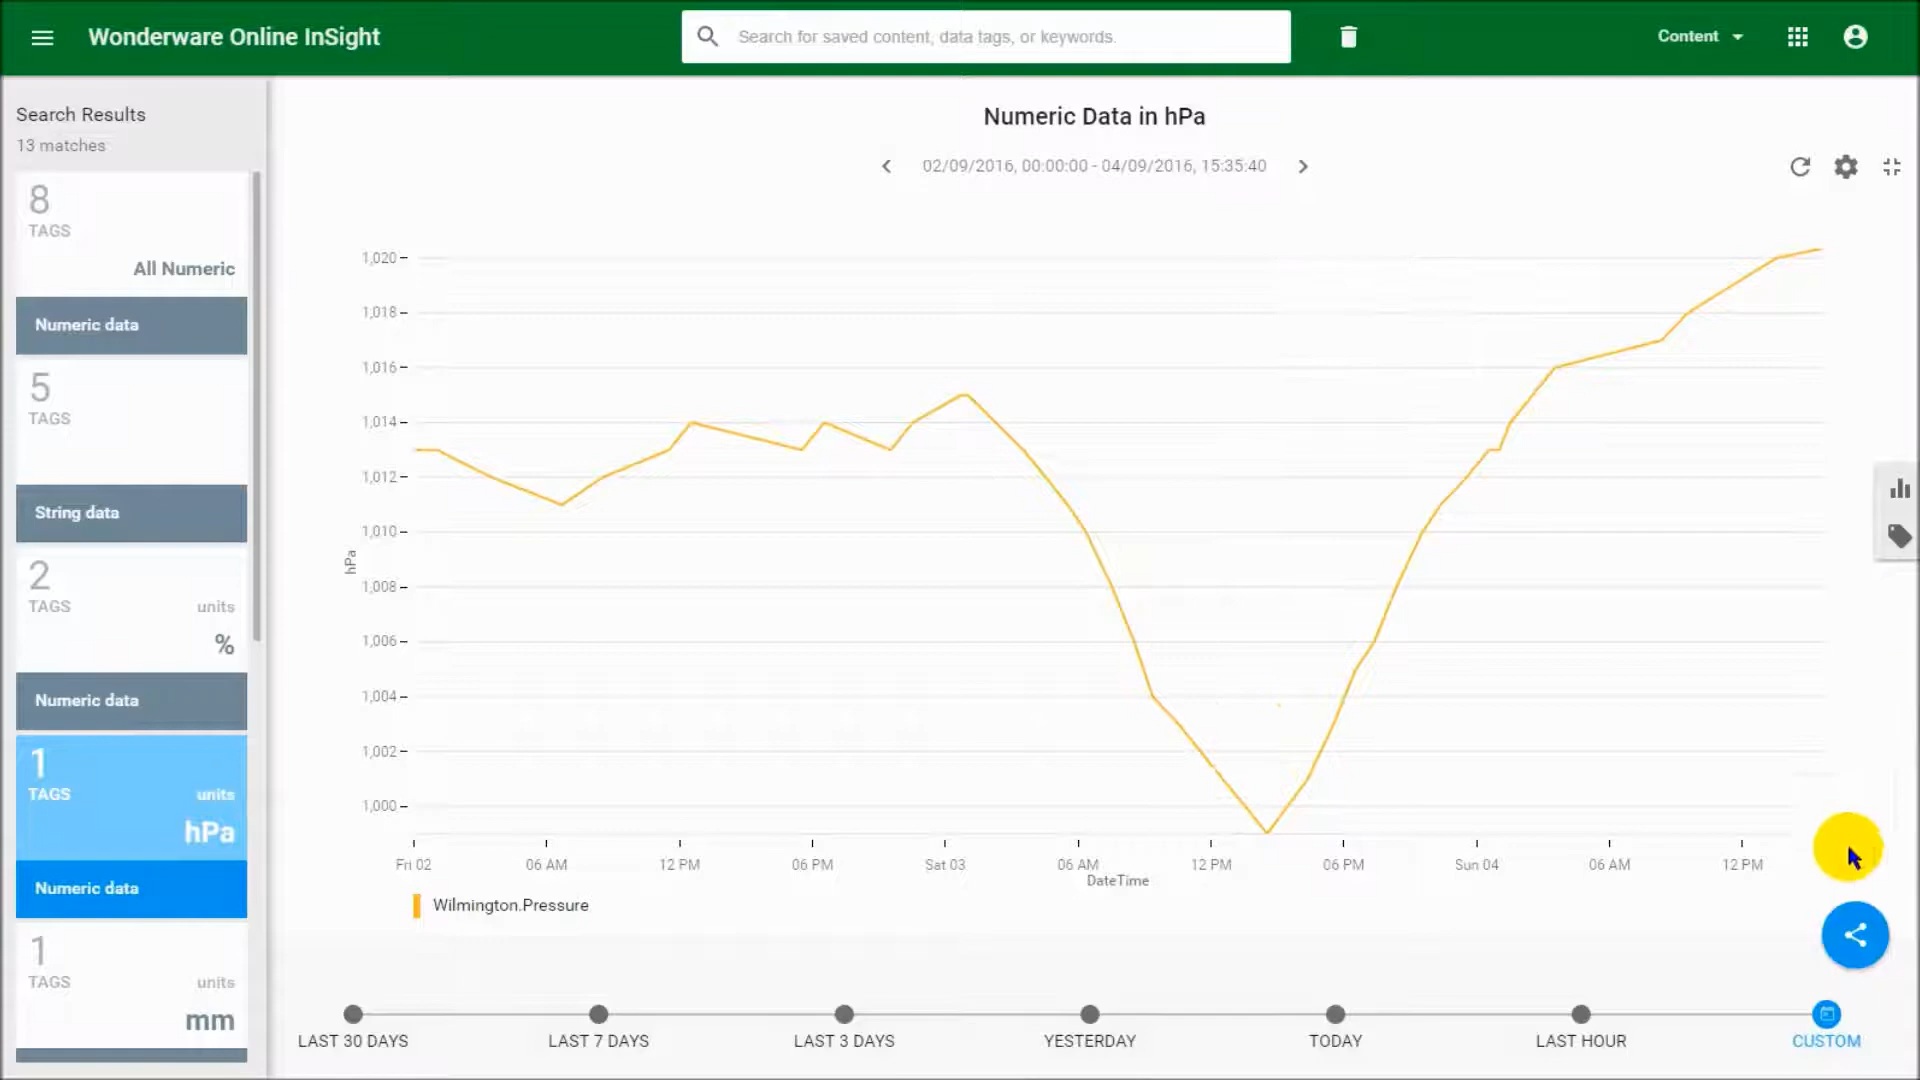 Wonderware Online InSight
Search for saved content, data tags, or keywords.
Content
Search Results
13 matches
8
TAGS
All Numeric
Numeric data
5
TAGS
String data
2
TAGS
units
%
Numeric data
1
TAGS
units
hPa
Numeric data
1
TAGS
units
mm
Numeric Data in hPa
02/09/2016, 00:00:00 - 04/09/2016, 15:35:40
1,020
1,018
1,016
1,014
1,012
1,010
1,008
1,006
1,004
1,002
1,000
hPa
Fri 02 06 AM 12 PM 06 PM Sat 03 06 AM 12 PM 06 PM Sun 04 06 AM 12 PM
DateTime
Wilmington.Pressure
LAST 30 DAYS LAST 7 DAYS LAST 3 DAYS YESTERDAY TODAY LAST HOUR CUSTOM